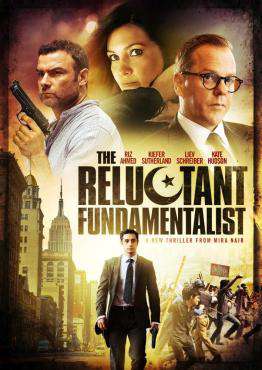 RIZ AHMED KIEFER SUTHERLAND LIEV SCHREIBER KATE HUDSON
THE
RELUCTANT
FUNDAMENTALIST
A NEW THRILLER FROM MIRA NAIR